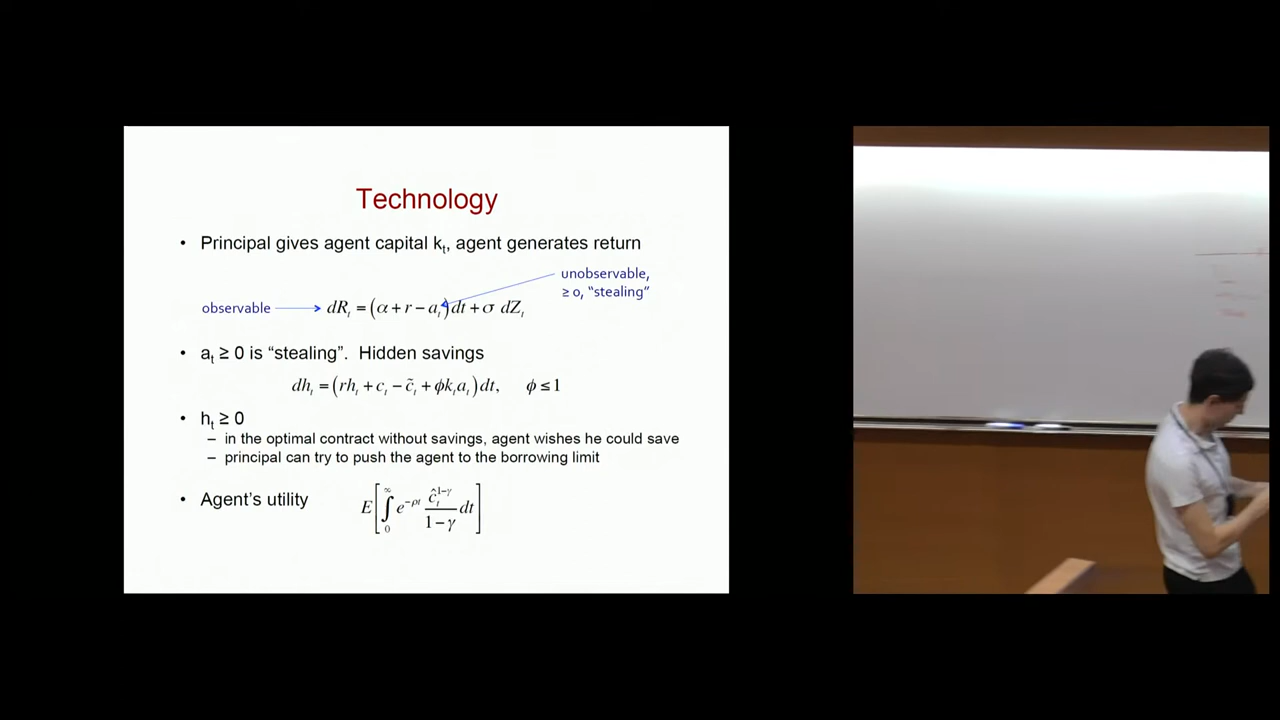 Technology
• Principal gives agent capital kₜ, agent generates return
unobservable,
≥ 0, “stealing”
observable
dRₜ = (α + r − aₜ)dt + σ dZₜ
• aₜ ≥ 0 is “stealing”. Hidden savings
dhₜ = (rhₜ + cₜ − c̃ₜ + ϕkₜaₜ)dt, ϕ ≤ 1
• hₜ ≥ 0
– in the optimal contract without savings, agent wishes he could save
– principal can try to push the agent to the borrowing limit
• Agent’s utility E[∫₀^∞ e^(−ρt) ĉₜ^(1−γ)/(1−γ) dt]